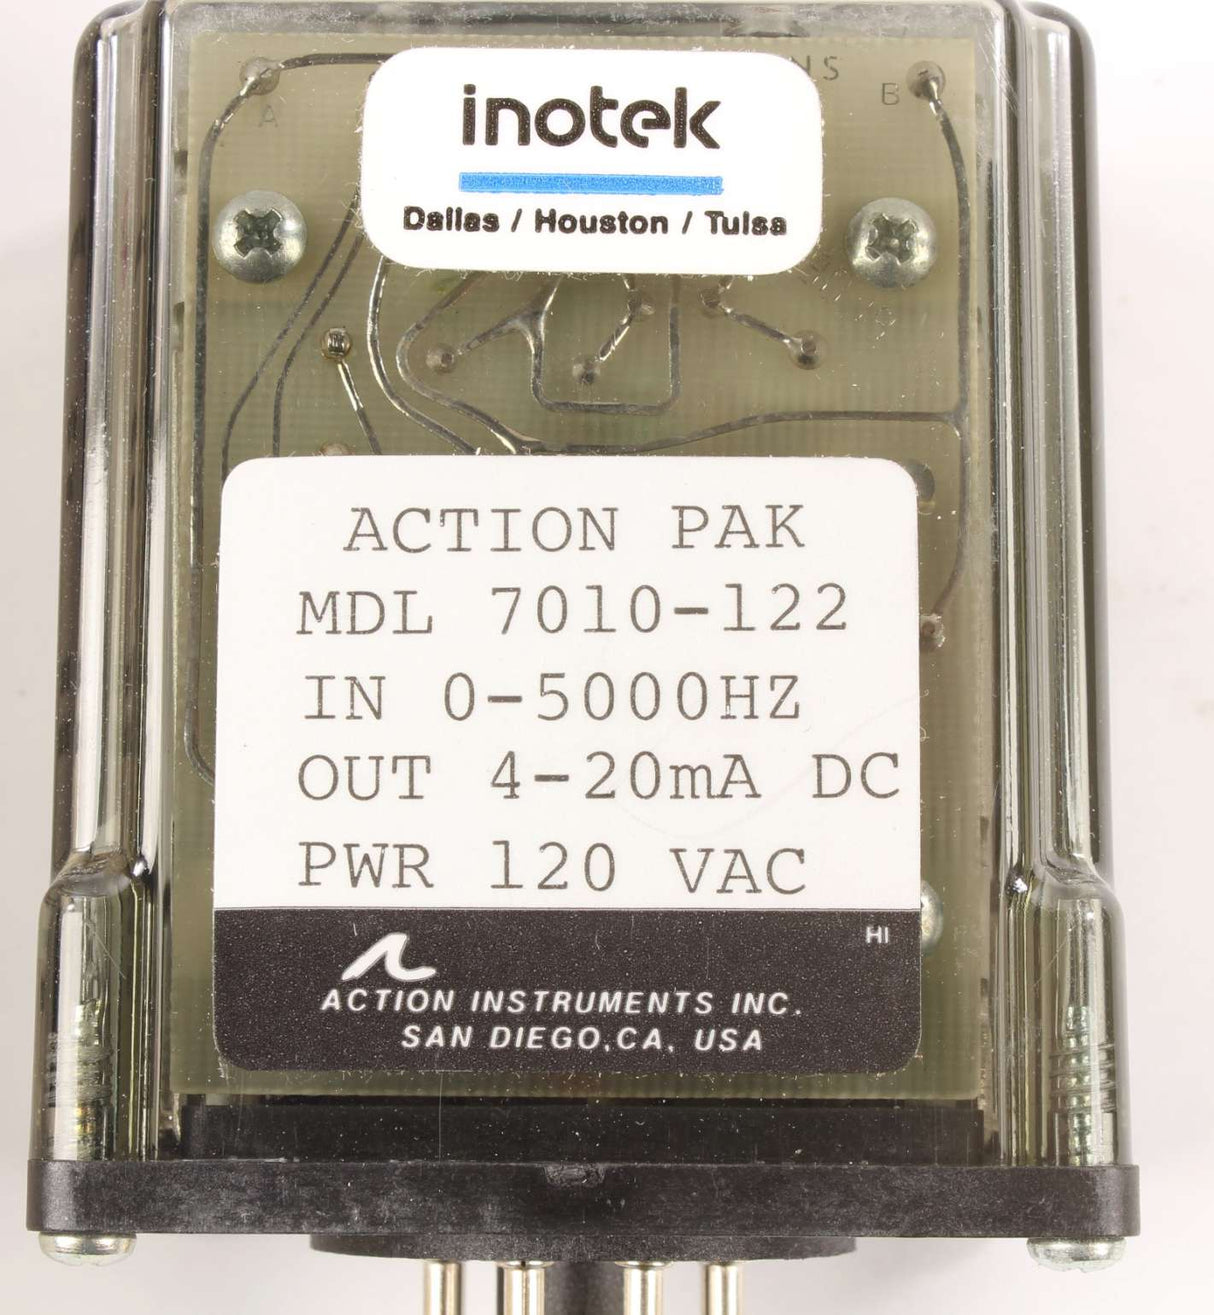 inotek
Dallas / Houston / Tulsa
A
B
ACTION PAK
MDL 7010-122
IN 0-5000HZ
OUT 4-20mA DC
PWR 120 VAC
HI
ACTION INSTRUMENTS INC.
SAN DIEGO, CA, USA